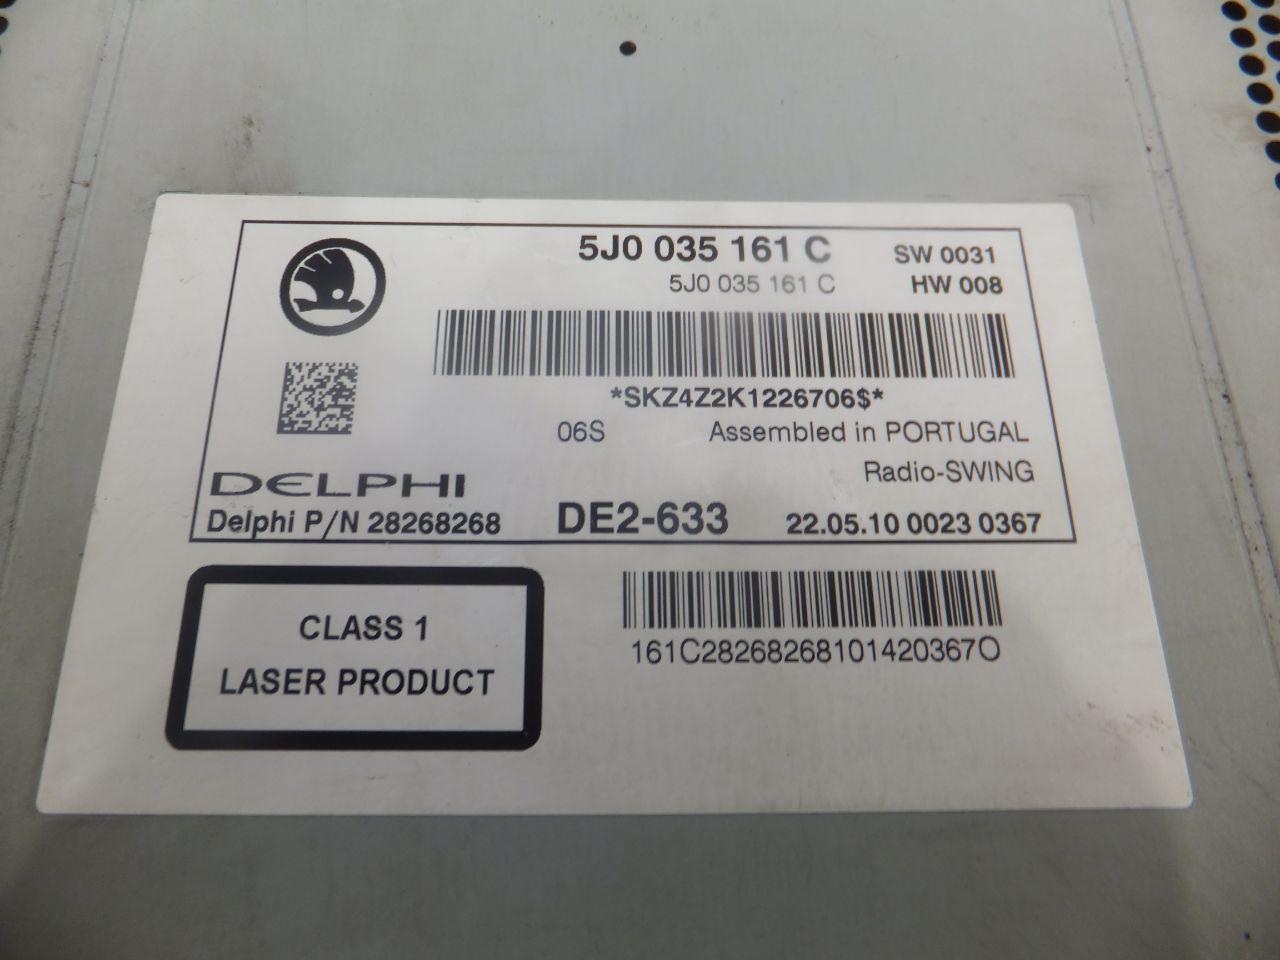 5J0 035 161 C SW 0031
5J0 035 161 C HW 008
*SKZ4Z2K1226706$*
06S Assembled in PORTUGAL
Radio-SWING
DELPHI
Delphi P/N 28268268 DE2-633 22.05.10 0023 0367
CLASS 1
LASER PRODUCT
161C28268268101420367O